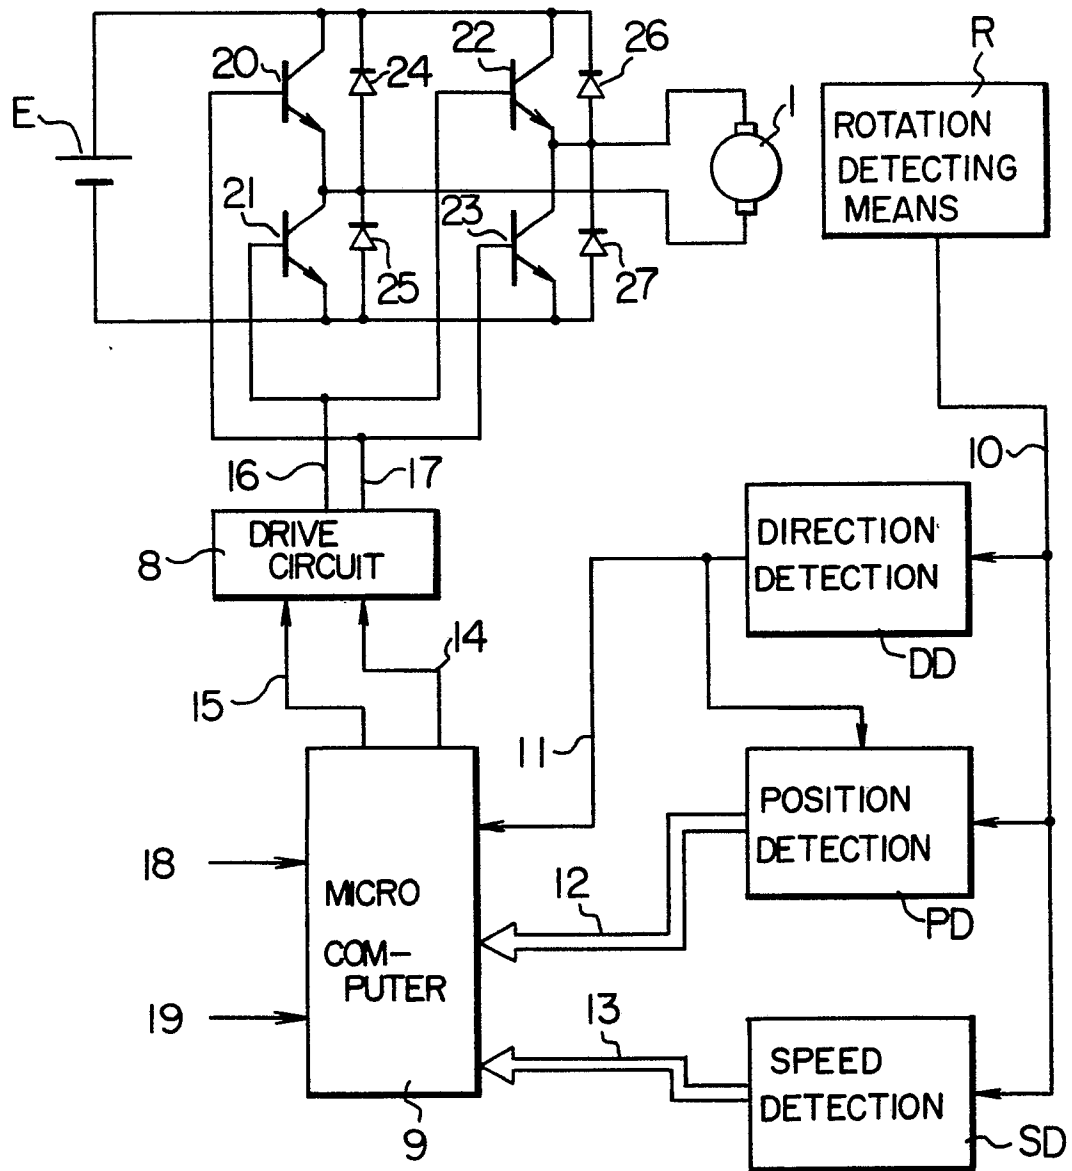 R
20
24
22
26
E
1
ROTATION
DETECTING
MEANS
21
25
23
27
10
16
17
DRIVE
CIRCUIT
8
DIRECTION
DETECTION
DD
14
15
11
POSITION
DETECTION
PD
18
MICRO
COM-
PUTER
12
19
13
SPEED
DETECTION
SD
9